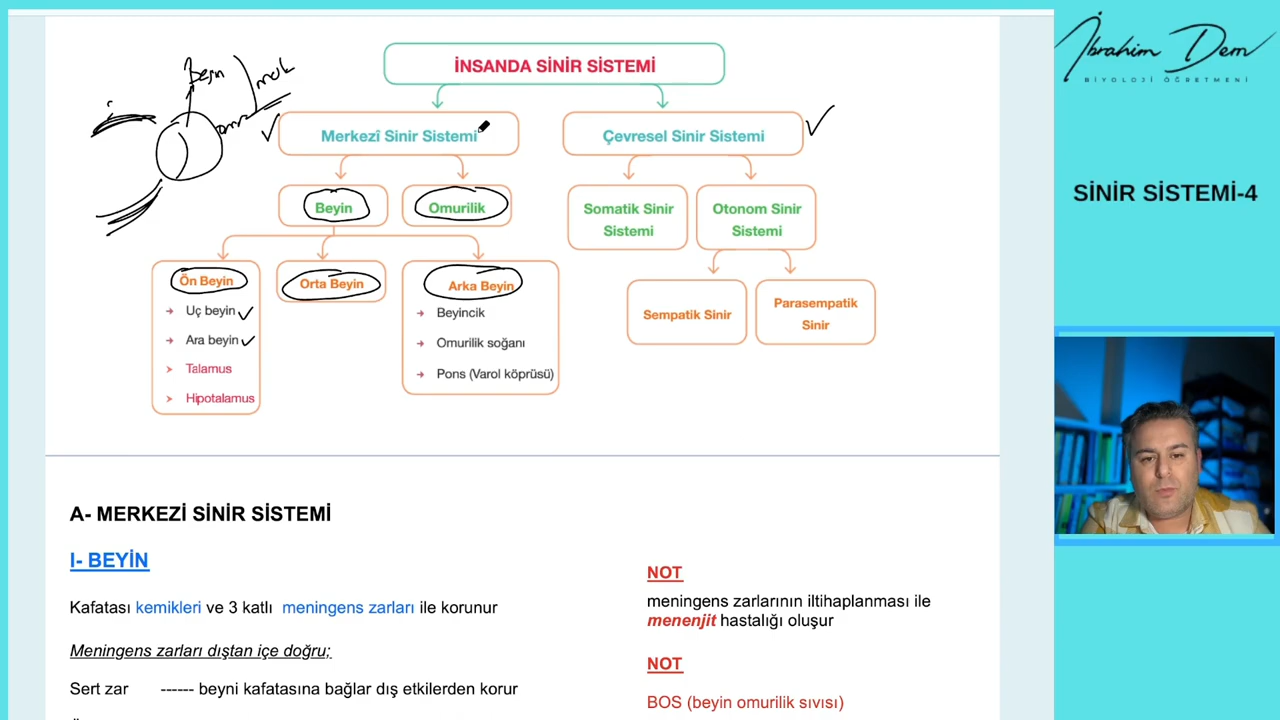 İbrahim Dem
BİYOLOJİ ÖĞRETMENİ
SİNİR SİSTEMİ-4
İNSANDA SİNİR SİSTEMİ
Beyin
Merkezî Sinir Sistemi
Çevresel Sinir Sistemi
Beyin
Omurilik
Somatik Sinir
Sistemi
Otonom Sinir
Sistemi
Ön Beyin
→ Uç beyin
→ Ara beyin
➤ Talamus
➤ Hipotalamus
Orta Beyin
Arka Beyin
→ Beyincik
→ Omurilik soğanı
→ Pons (Varol köprüsü)
Sempatik Sinir
Parasempatik
Sinir
A- MERKEZİ SİNİR SİSTEMİ
I- BEYİN
Kafatası kemikleri ve 3 katlı meningens zarları ile korunur
Meningens zarları dıştan içe doğru;
Sert zar ------ beyni kafatasına bağlar dış etkilerden korur
NOT
meningens zarlarının iltihaplanması ile
menenjit hastalığı oluşur
NOT
BOS (beyin omurilik sıvısı)